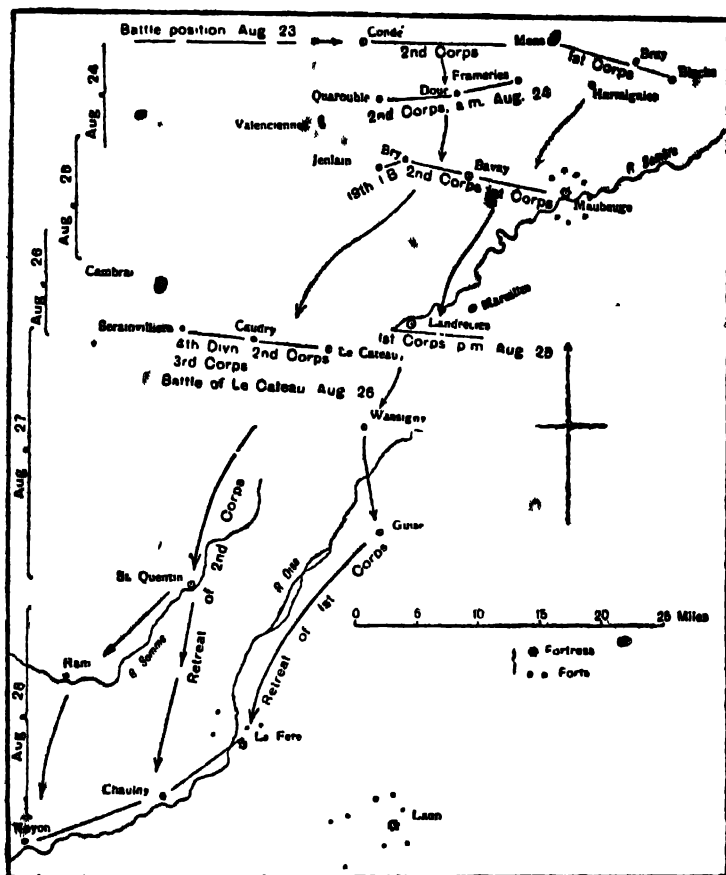 Battle position Aug 23
Condé
2nd Corps
Mons
1st Corps
Bray
Binche
Aug 24
Quarouble
Dour
Frameries
2nd Corps, a.m. Aug. 24
Harmignies
Valenciennes
Jenlain
Bry
Bavay
R Sambre
19th I B 2nd Corps 1st Corps
Maubeuge
Aug 25
Cambrai
Maroilles
Aug 26
Seranvillers
Caudry
Le Cateau
Landrecies
4th Divn 2nd Corps
1st Corps p m Aug 25
3rd Corps
Battle of Le Cateau Aug 26
Wassigny
Aug 27
Guise
St. Quentin
R Oise
R Somme
Retreat of 2nd Corps
Retreat of 1st Corps
0 5 10 15 20 25 Miles
Fortress
Forts
Ham
Aug 28
La Fere
Chauny
Noyon
Laon